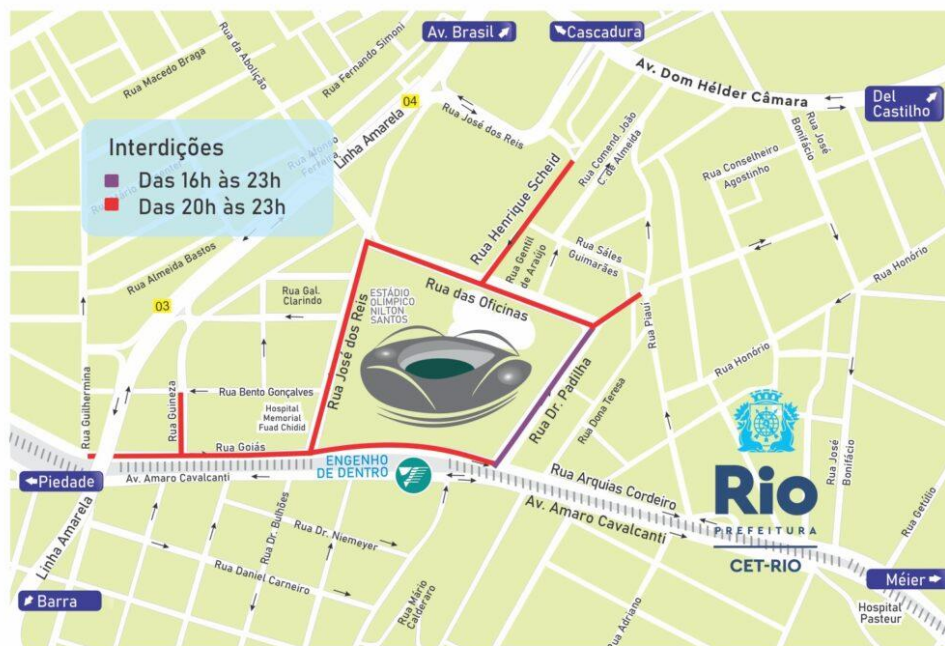 Av. Brasil
Cascadura
Rua Macedo Braga
Rua da Abolição
Rua Fernando Simoni
Av. Dom Hélder Câmara
Del
Castilho
04
Linha Amarela
Rua José dos Reis
Rua Comend. João
C. de Almeida
Rua José
Bonifácio
Rua Conselheiro
Agostinho
Interdições
Das 16h às 23h
Das 20h às 23h
Rua Henrique Scheid
Rua Gentil
de Araújo
Rua Sáles
Guimarães
Rua Almeida Bastos
Rua Honório
03
Rua Gal.
Clarindo
ESTÁDIO
OLÍMPICO
NILTON
SANTOS
Rua das Oficinas
Rua José dos Reis
Rua Piauí
Rua Honório
Rua Guilhermina
Rua Guineza
Rua Bento Gonçalves
Hospital
Memorial
Fuad Chidid
Rua Dr. Padilha
Rua Dona Teresa
Rua Goiás
ENGENHO
DE DENTRO
Piedade
Av. Amaro Cavalcanti
Rua Arquias Cordeiro
Av. Amaro Cavalcanti
Rua José
Bonifácio
Rio
PREFEITURA
CET-RIO
Rua Getúlio
Linha Amarela
Rua Dr. Bulhões
Rua Dr. Niemeyer
Rua Daniel Carneiro
Rua Mário
Calderaro
Rua Adriano
Barra
Méier
Hospital
Pasteur